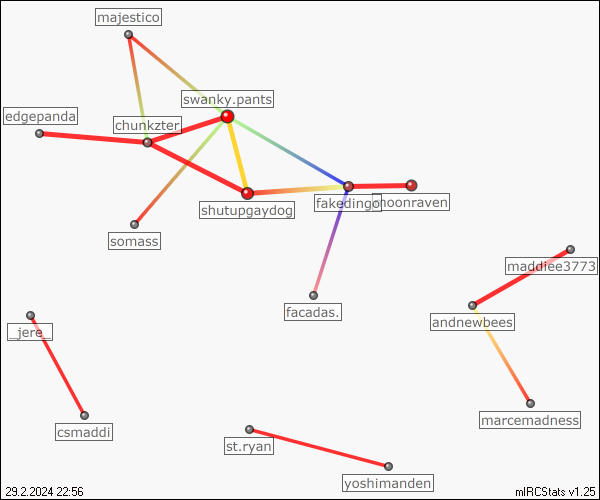 majestico
swanky.pants
edgepanda
chunkzter
shutupgaydog
fakedingo
moonraven
somass
maddiee3773
facadas.
andnewbees
_jere_
marcemadness
csmaddi
st.ryan
yoshimanden
29.2.2024 22:56
mIRCStats v1.25